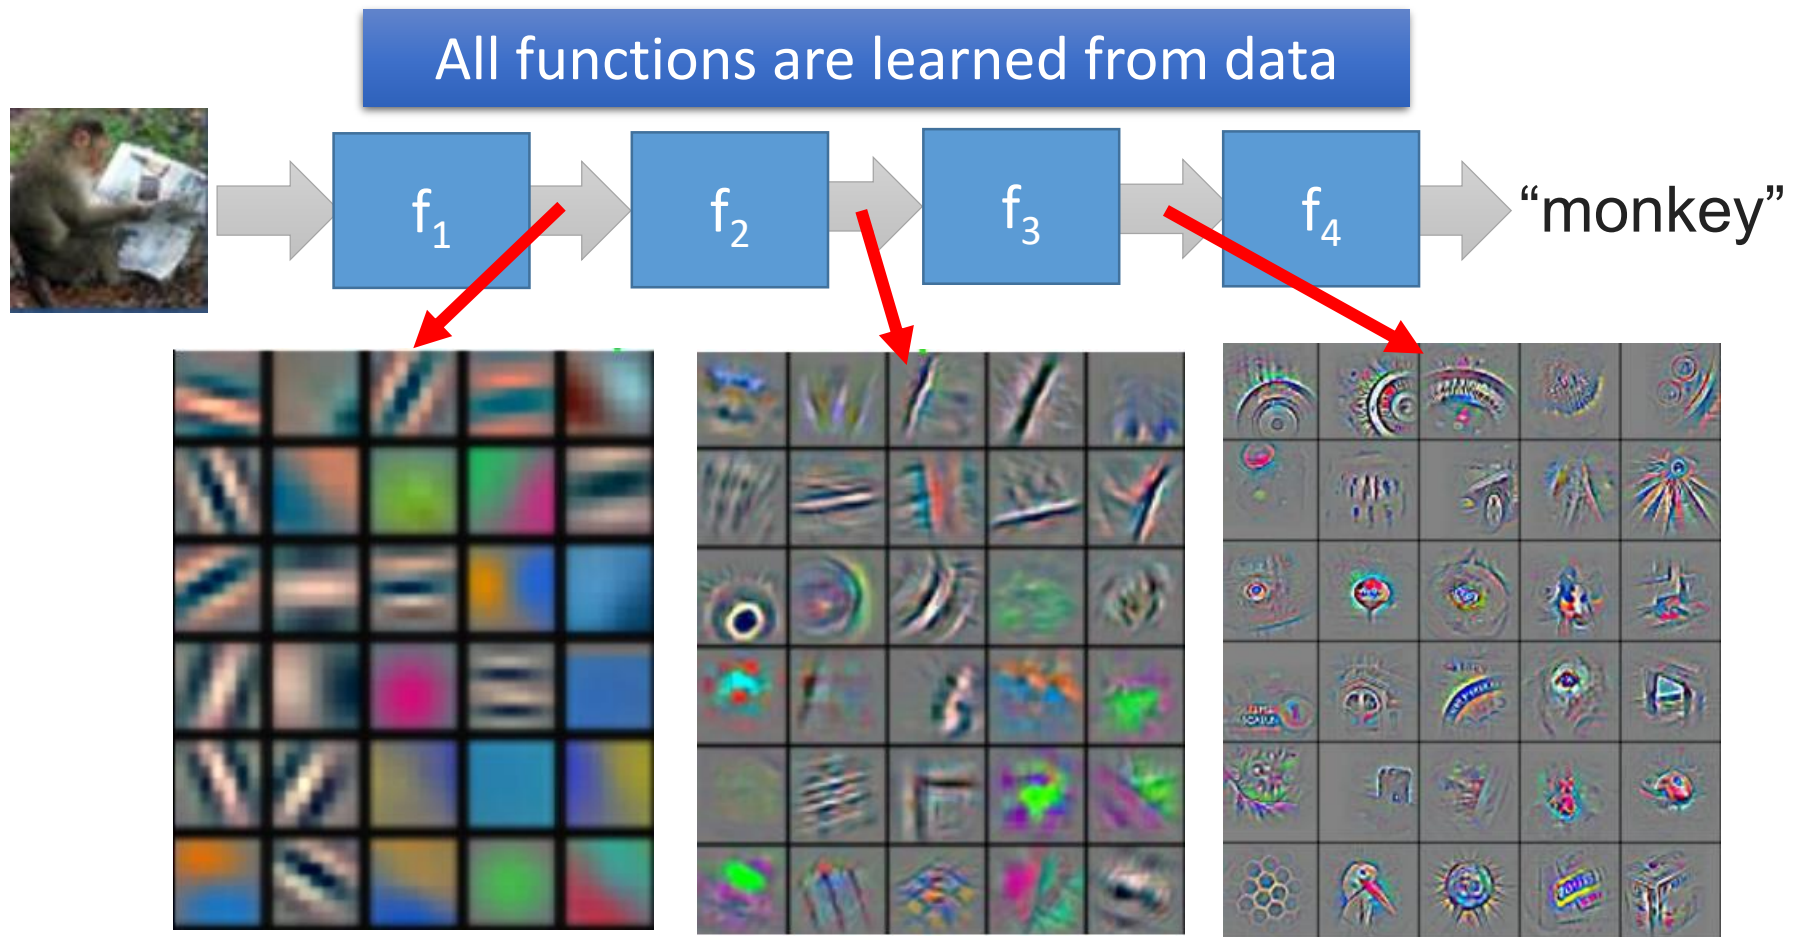 All functions are learned from data
f1
f2
f3
f4
“monkey”